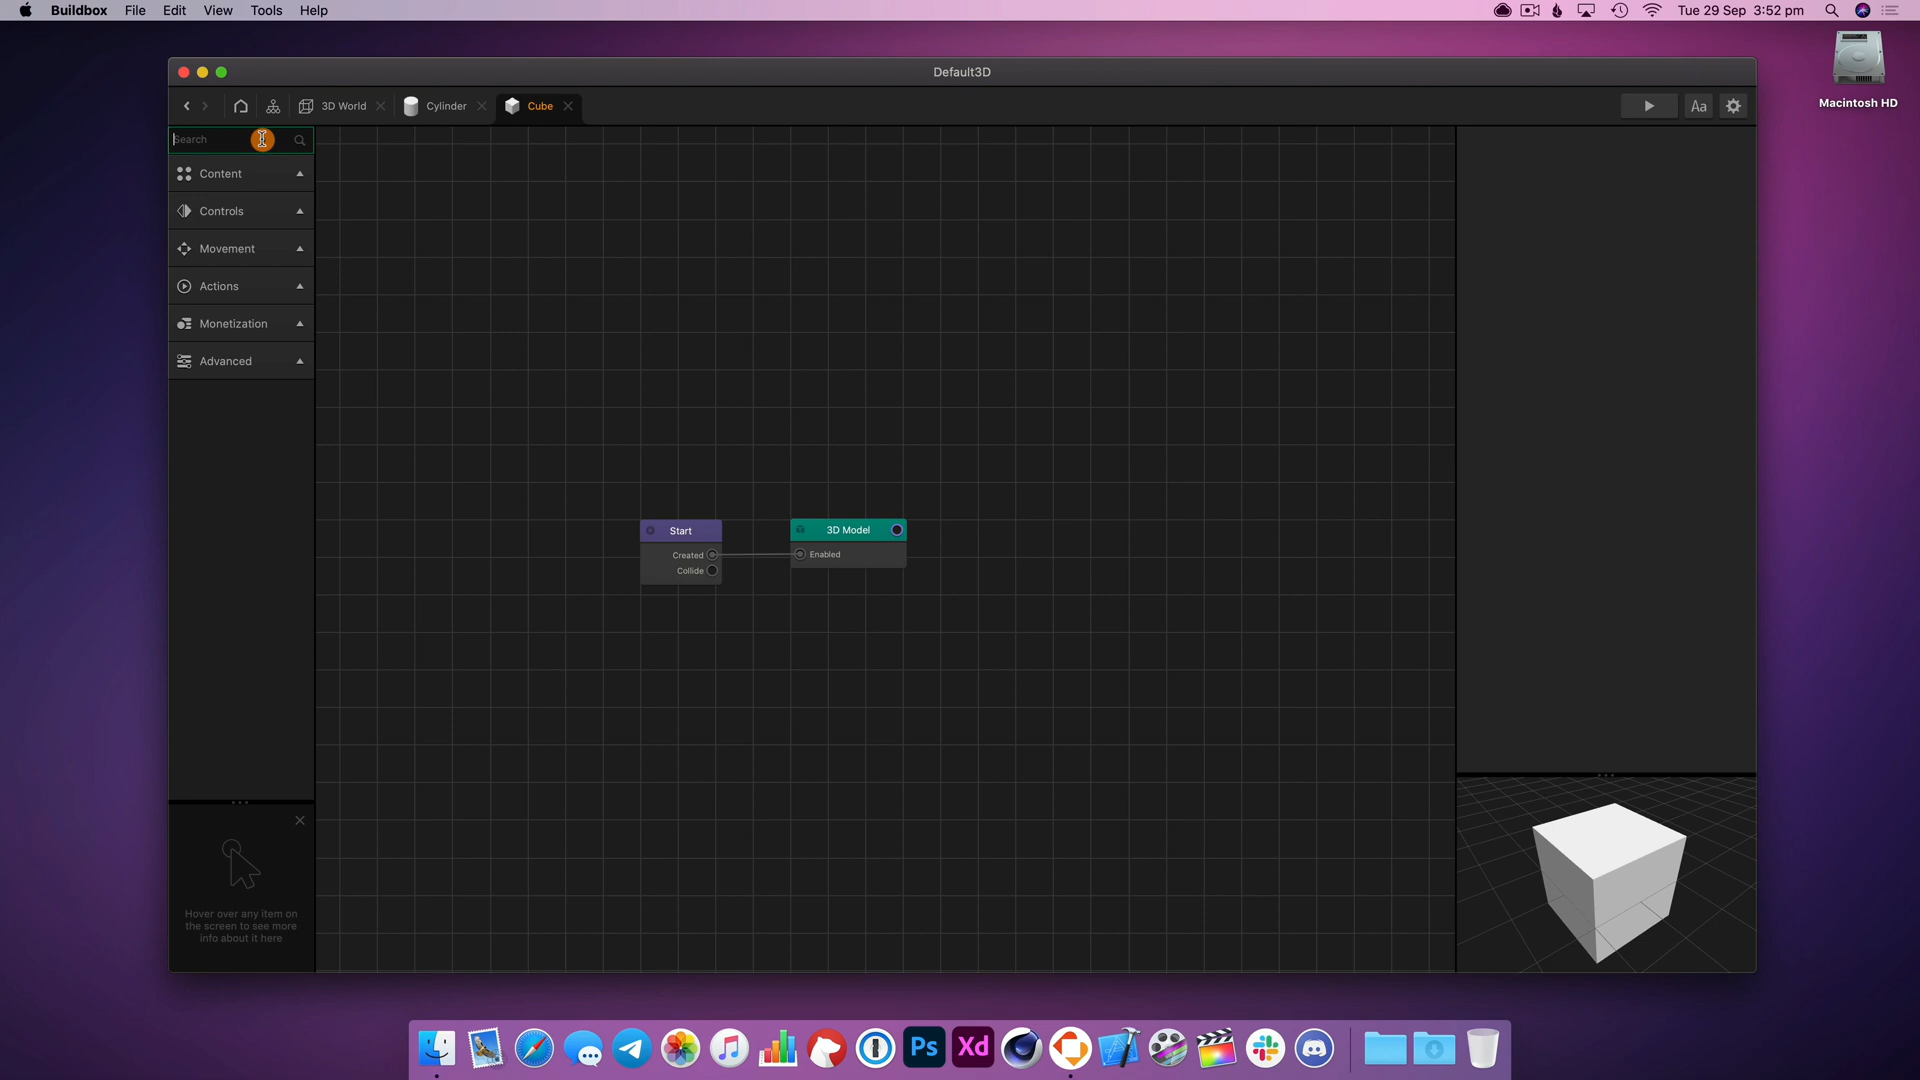 Buildbox File Edit View Tools Help
Tue 29 Sep 3:52 pm
Macintosh HD
Default3D
3D World
Cylinder
Cube
Aa
Search
Content
Controls
Movement
Actions
Monetization
Advanced
Start
Created
Collide
3D Model
Enabled
Hover over any item on
the screen to see more
info about it here
Ps
Xd